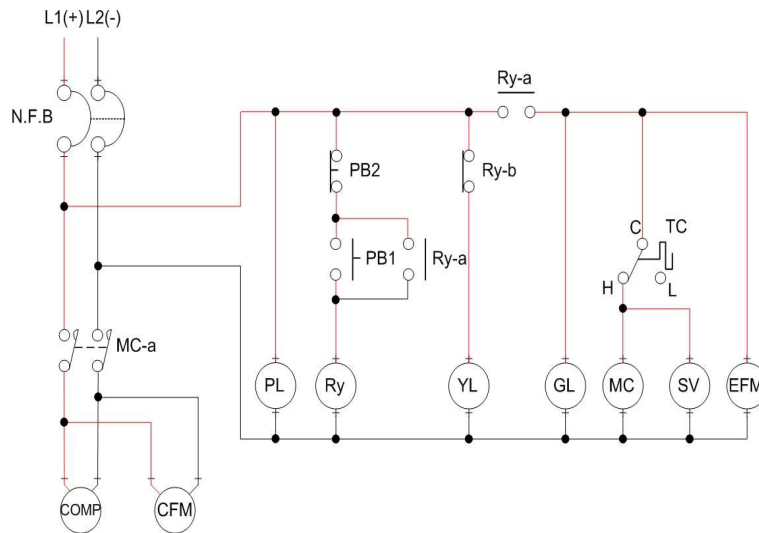 L1(+) L2(-)
N.F.B
Ry-a
PB2
Ry-b
PB1
Ry-a
C
TC
H
L
MC-a
PL
Ry
YL
GL
MC
SV
EFM
COMP
CFM